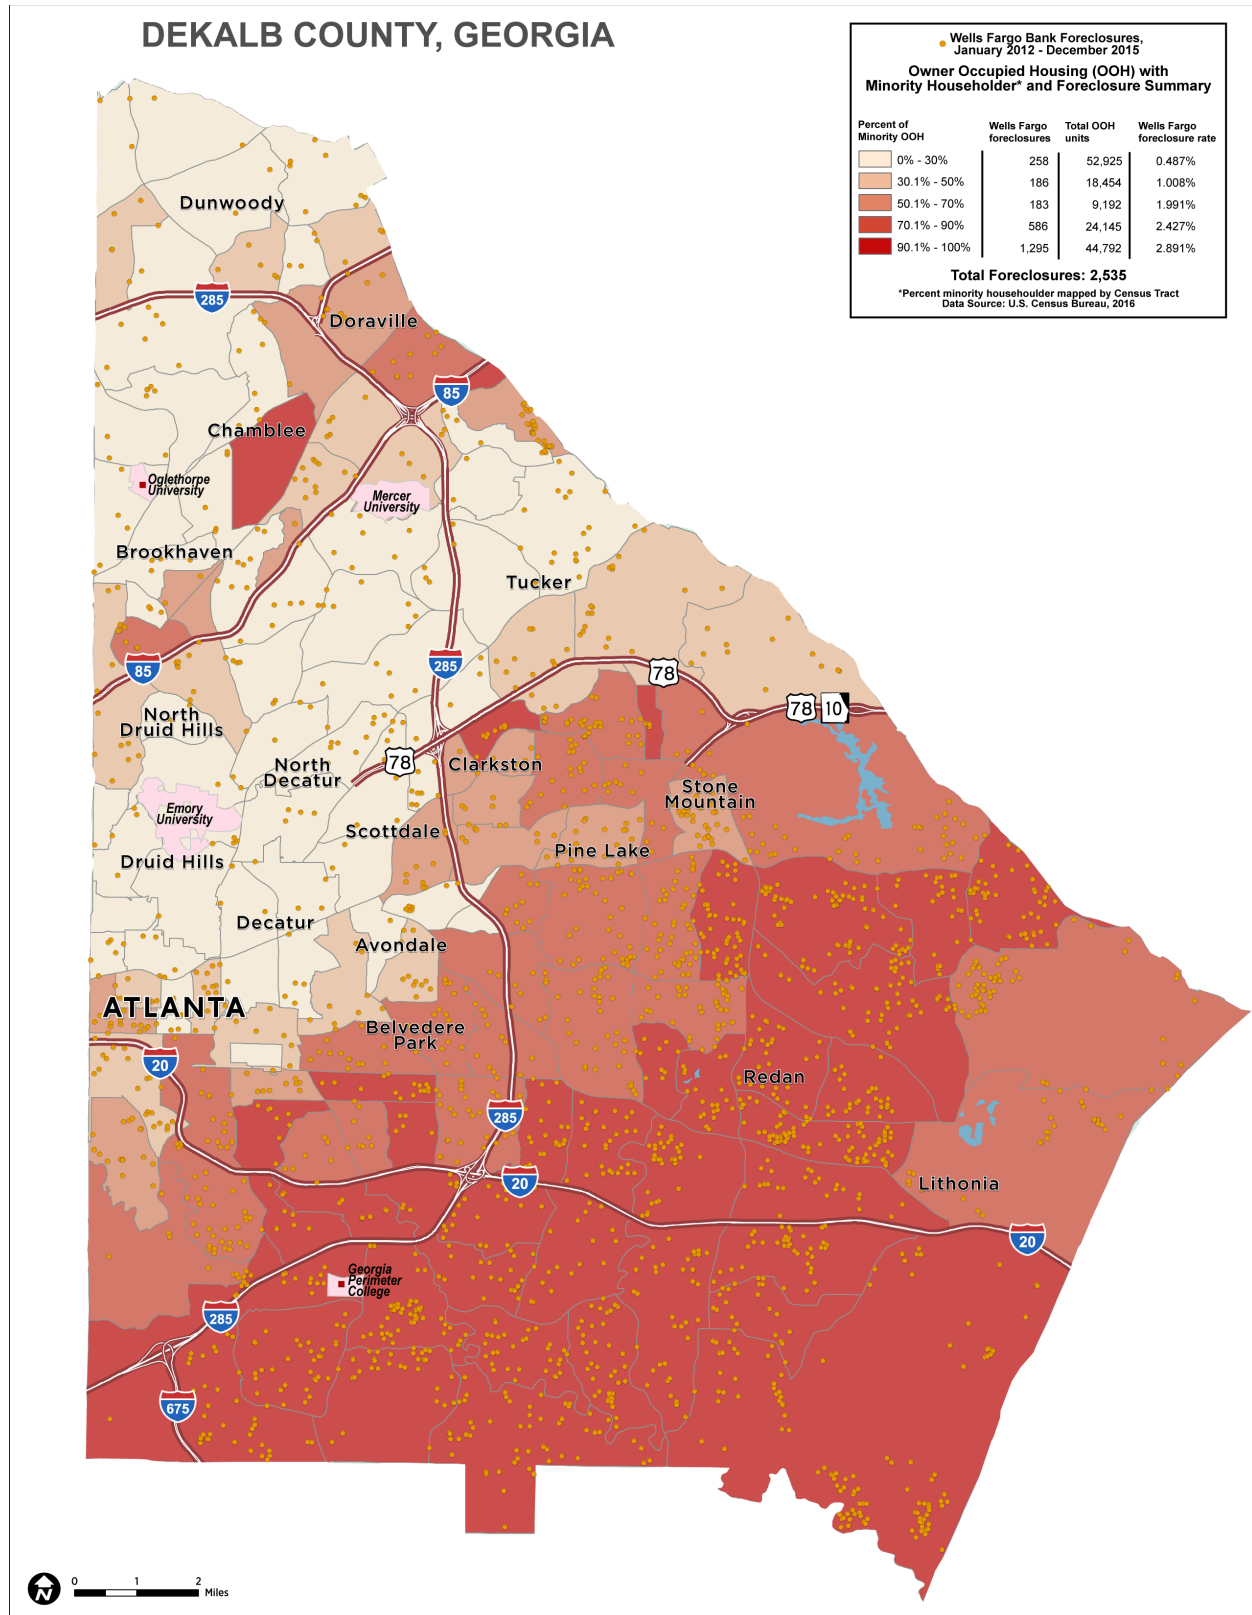 DEKALB COUNTY, GEORGIA
Wells Fargo Bank Foreclosures,
January 2012 - December 2015
Owner Occupied Housing (OOH) with
Minority Householder* and Foreclosure Summary
Percent of
Minority OOH
Wells Fargo
foreclosures
Total OOH
units
Wells Fargo
foreclosure rate
0% - 30% 258 52,925 0.487%
30.1% - 50% 186 18,454 1.008%
50.1% - 70% 183 9,192 1.991%
70.1% - 90% 586 24,145 2.427%
90.1% - 100% 1,295 44,792 2.891%
Total Foreclosures: 2,535
*Percent minority househoulder mapped by Census Tract
Data Source: U.S. Census Bureau, 2016
Dunwoody
285
Doraville
85
Chamblee
Oglethorpe
University
Mercer
University
Brookhaven
Tucker
85
285
78
78 10
North
Druid Hills
North
Decatur
78
Clarkston
Stone
Mountain
Emory
University
Scottdale
Pine Lake
Druid Hills
Decatur
Avondale
ATLANTA
Belvedere
Park
20
Redan
285
20
Lithonia
20
Georgia
Perimeter
College
285
675
N
0 1 2
Miles